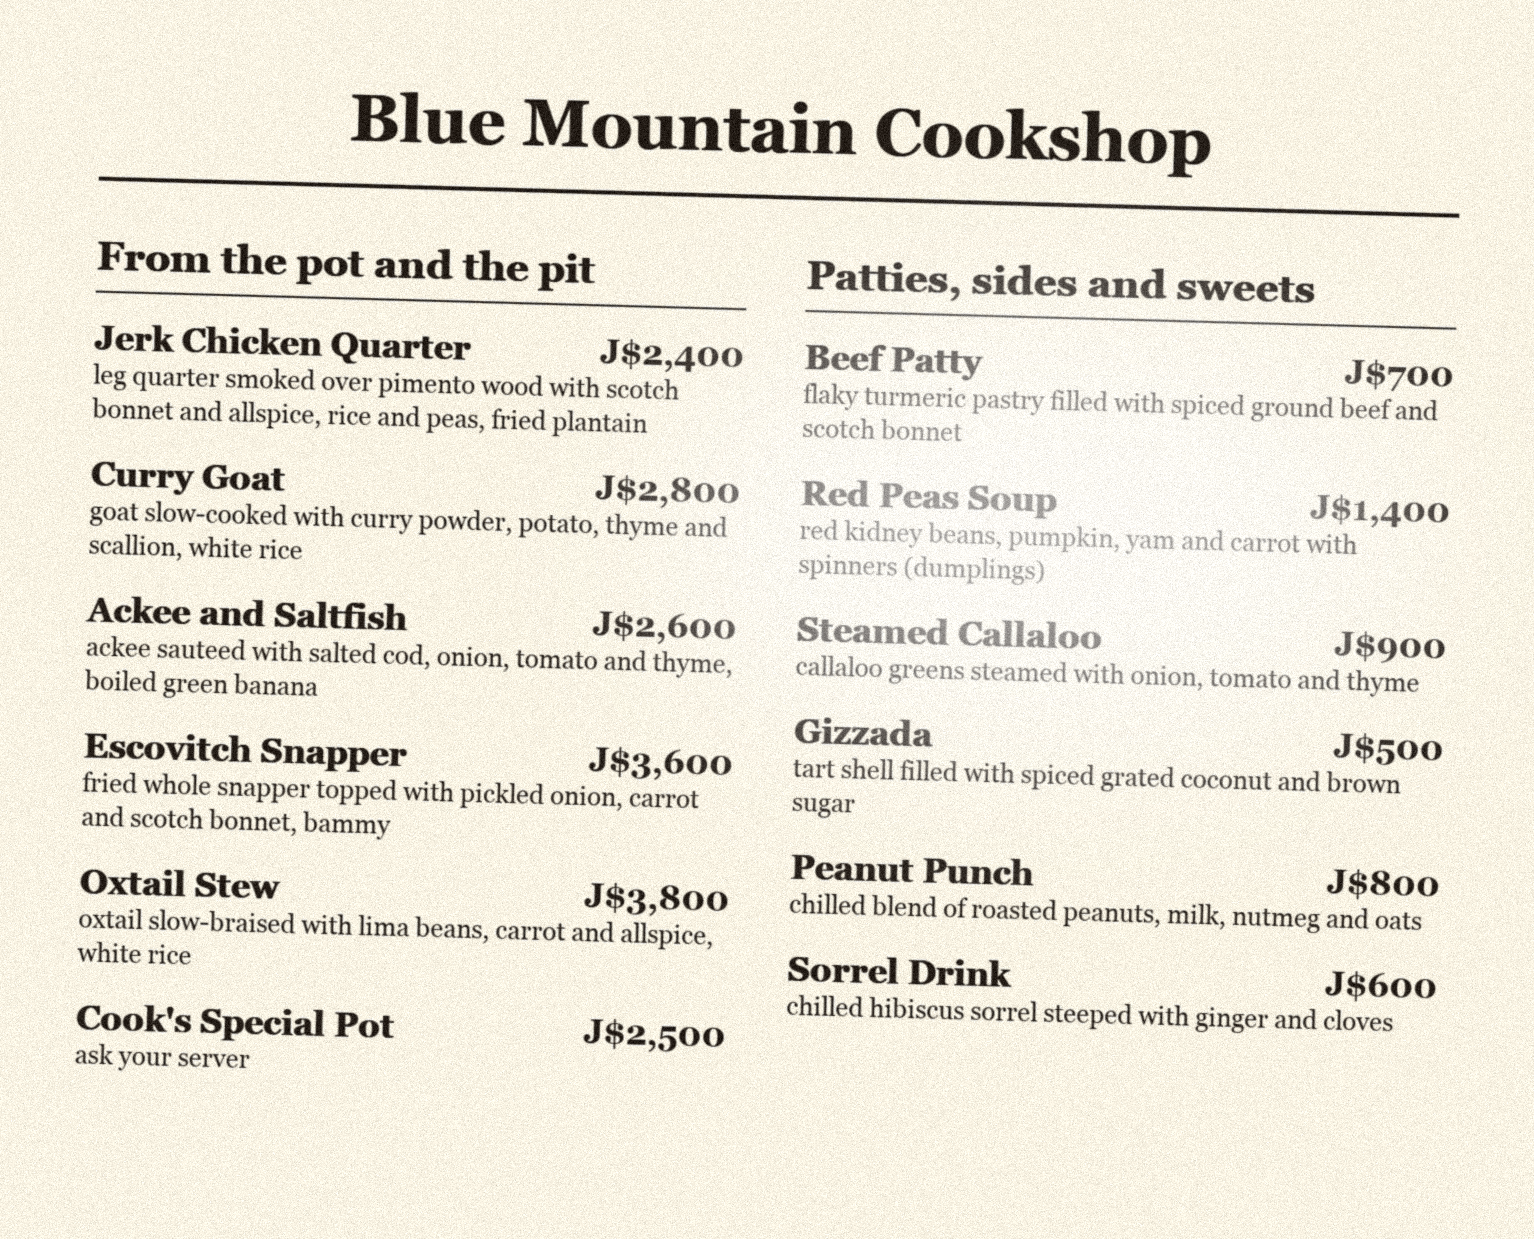 Blue Mountain Cookshop
From the pot and the pit
Jerk Chicken Quarter J$2,400
leg quarter smoked over pimento wood with scotch
bonnet and allspice, rice and peas, fried plantain
Curry Goat J$2,800
goat slow-cooked with curry powder, potato, thyme and
scallion, white rice
Ackee and Saltfish J$2,600
ackee sauteed with salted cod, onion, tomato and thyme,
boiled green banana
Escovitch Snapper J$3,600
fried whole snapper topped with pickled onion, carrot
and scotch bonnet, bammy
Oxtail Stew J$3,800
oxtail slow-braised with lima beans, carrot and allspice,
white rice
Cook's Special Pot J$2,500
ask your server
Patties, sides and sweets
Beef Patty J$700
flaky turmeric pastry filled with spiced ground beef and
scotch bonnet
Red Peas Soup J$1,400
red kidney beans, pumpkin, yam and carrot with
spinners (dumplings)
Steamed Callaloo J$900
callaloo greens steamed with onion, tomato and thyme
Gizzada J$500
tart shell filled with spiced grated coconut and brown
sugar
Peanut Punch J$800
chilled blend of roasted peanuts, milk, nutmeg and oats
Sorrel Drink J$600
chilled hibiscus sorrel steeped with ginger and cloves